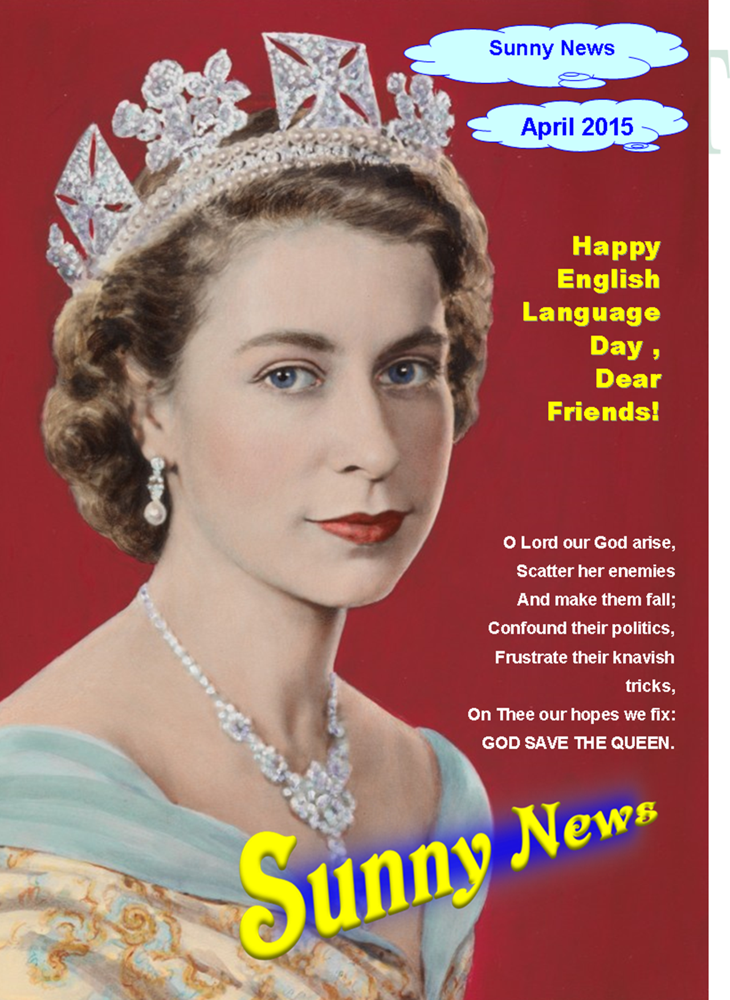 Sunny News
April 2015
Happy
English
Language
Day ,
Dear
Friends!
O Lord our God arise,
Scatter her enemies
And make them fall;
Confound their politics,
Frustrate their knavish
tricks,
On Thee our hopes we fix:
GOD SAVE THE QUEEN.
Sunny News